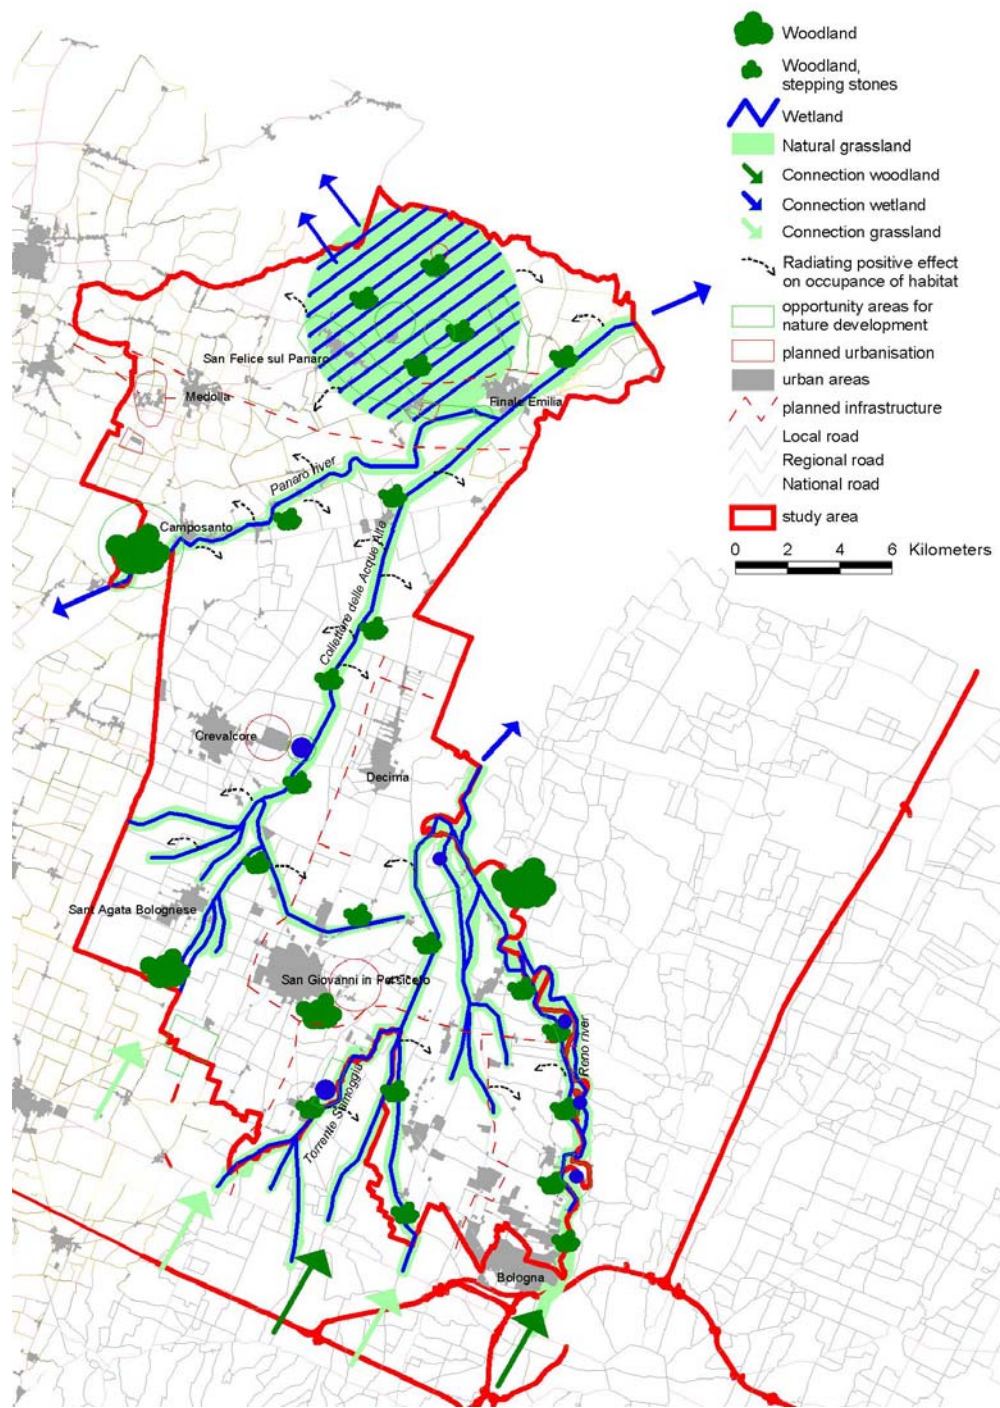 Woodland
Woodland,
stepping stones
Wetland
Natural grassland
Connection woodland
Connection wetland
Connection grassland
Radiating positive effect
on occupance of habitat
opportunity areas for
nature development
planned urbanisation
urban areas
planned infrastructure
Local road
Regional road
National road
study area
0 2 4 6 Kilometers
San Felice sul Panaro
Medolla
Finale Emilia
Panaro river
Camposanto
Collettore delle Acque Alte
Crevalcore
Decima
Sant Agata Bolognese
San Giovanni in Persiceto
Reno river
Torrente Samoggia
Bologna